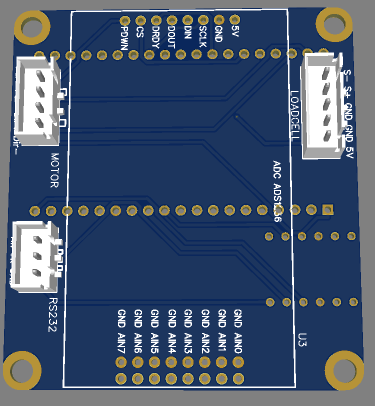 PDWN CS DRDY DOUT DIN SCLK GND 5V
S- S+ GND GND 5V
LOADCELL
MOTOR
ADC
RS232
U3
GND GND GND GND GND GND GND GND
AIN7 AIN6 AIN5 AIN4 AIN3 AIN2 AIN1 AIN0